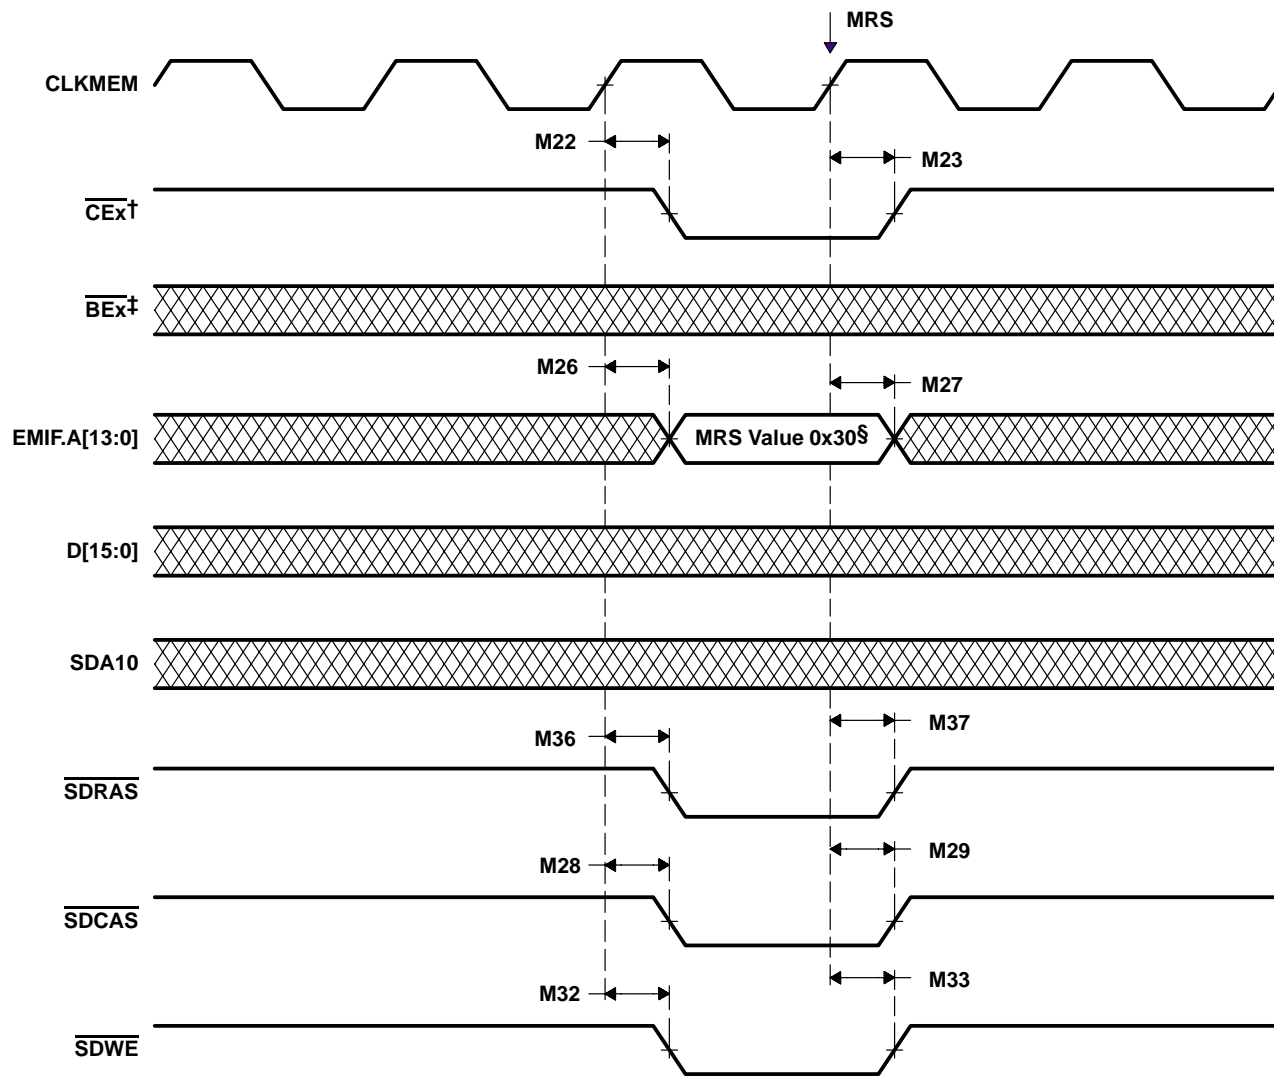 MRS
CLKMEM
M22
M23
CEx†
BEx‡
M26
M27
EMIF.A[13:0]
MRS Value 0x30§
D[15:0]
SDA10
M36
M37
SDRAS
M28
M29
SDCAS
M32
M33
SDWE